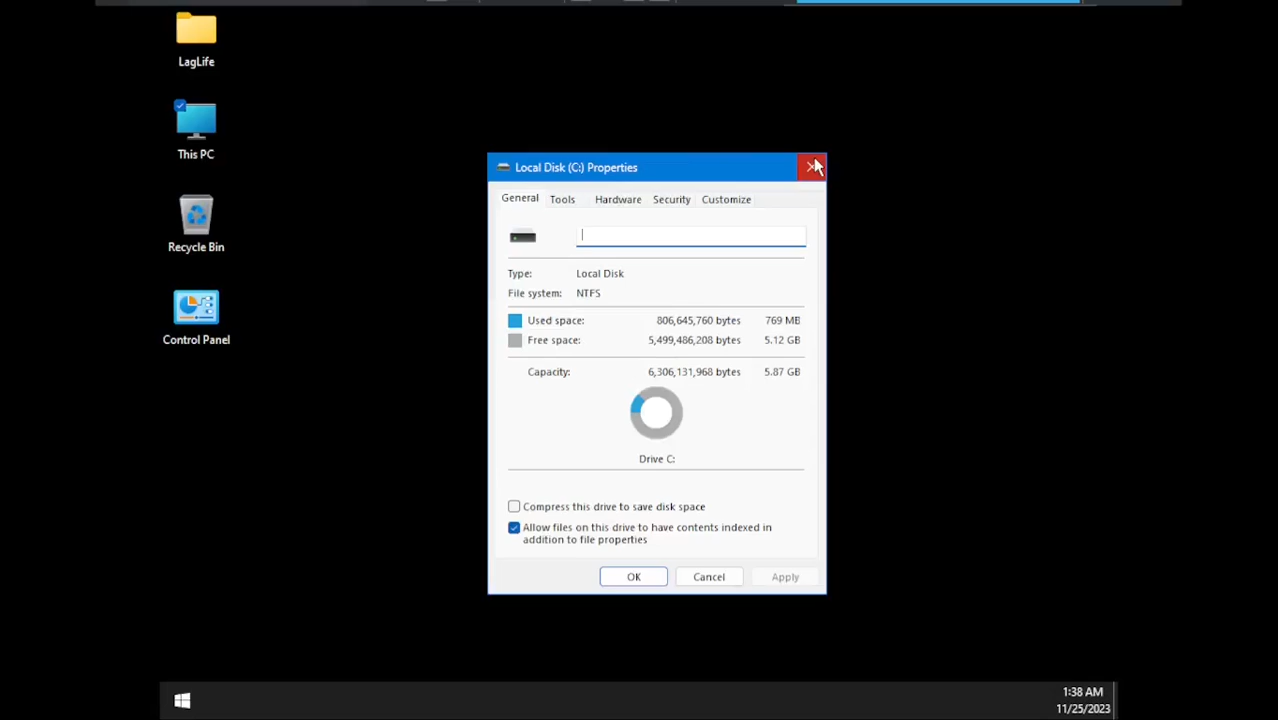 LagLife
This PC
Recycle Bin
Control Panel
Local Disk (C:) Properties
General Tools Hardware Security Customize
Type: Local Disk
File system: NTFS
Used space: 806,645,760 bytes 769 MB
Free space: 5,499,486,208 bytes 5.12 GB
Capacity: 6,306,131,968 bytes 5.87 GB
Drive C:
Compress this drive to save disk space
Allow files on this drive to have contents indexed in
addition to file properties
OK Cancel Apply
1:38 AM
11/25/2023